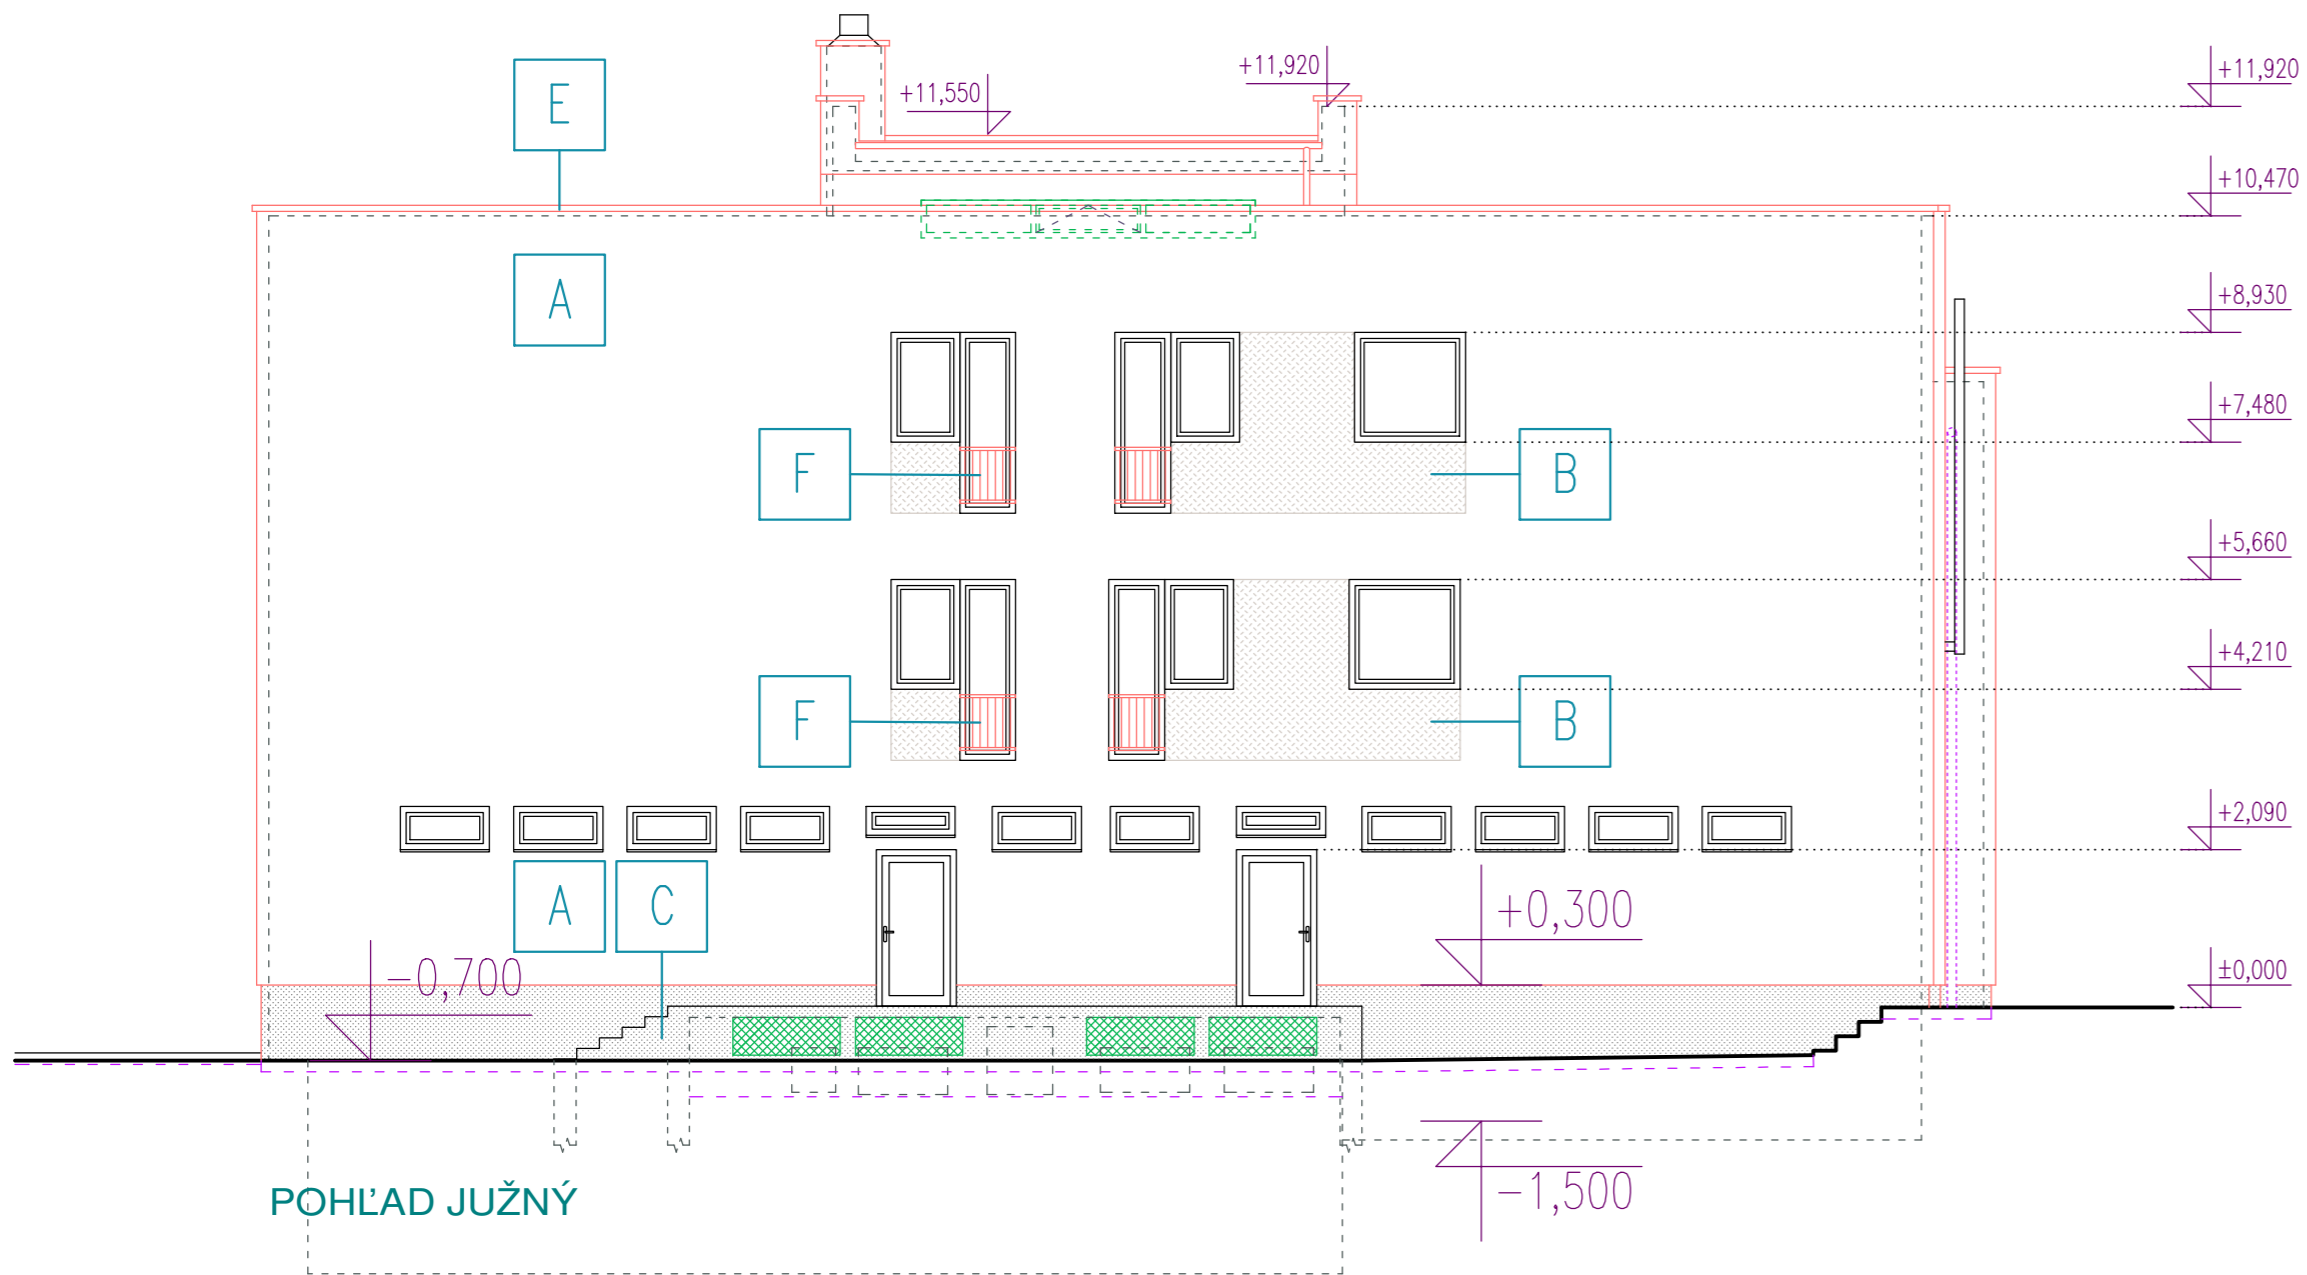 +11,920
+11,920
E
+11,550
+10,470
A
+8,930
+7,480
F
B
+5,660
+4,210
F
B
+2,090
A
C
+0,300
-0,700
±0,000
-1,500
POHĽAD JUŽNÝ